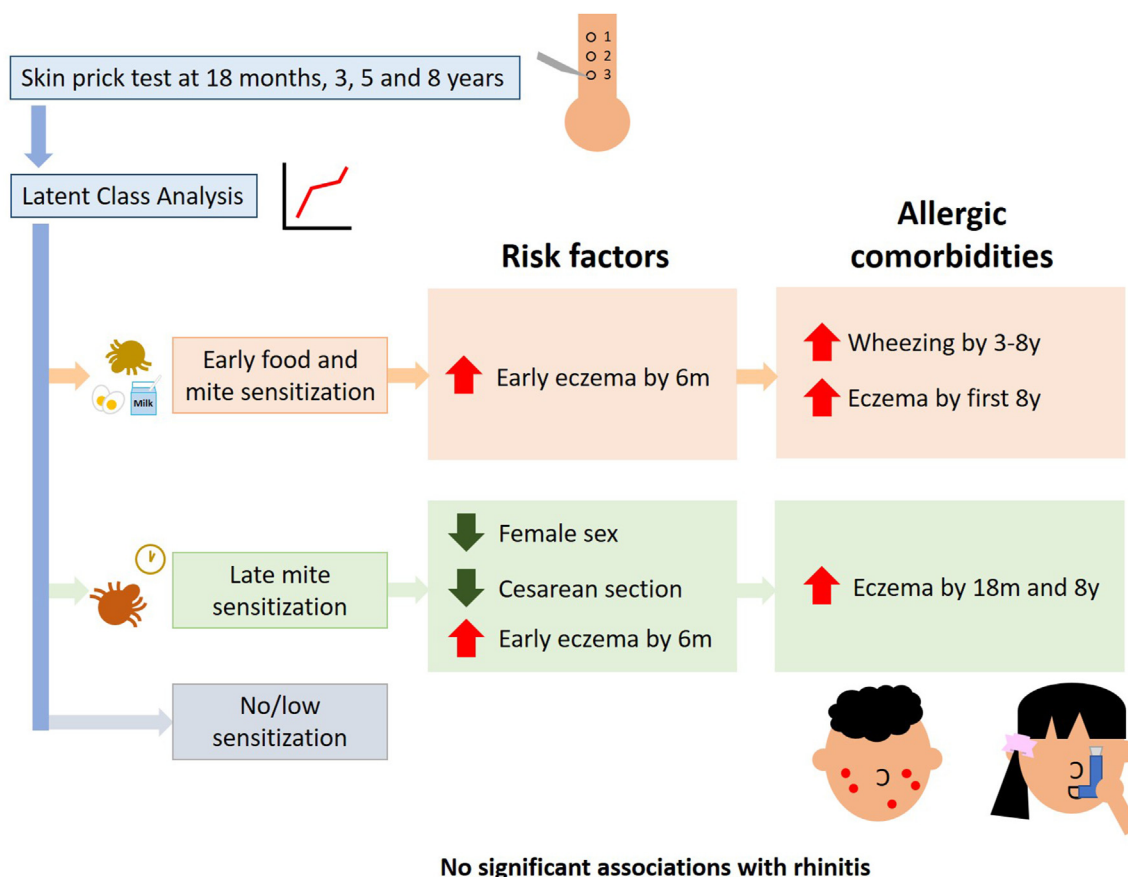 1
2
3
Skin prick test at 18 months, 3, 5 and 8 years
Latent Class Analysis
Risk factors
Allergic
comorbidities
Milk
Early food and
mite sensitization
Early eczema by 6m
Wheezing by 3-8y
Eczema by first 8y
Late mite
sensitization
Female sex
Cesarean section
Early eczema by 6m
Eczema by 18m and 8y
No/low
sensitization
No significant associations with rhinitis